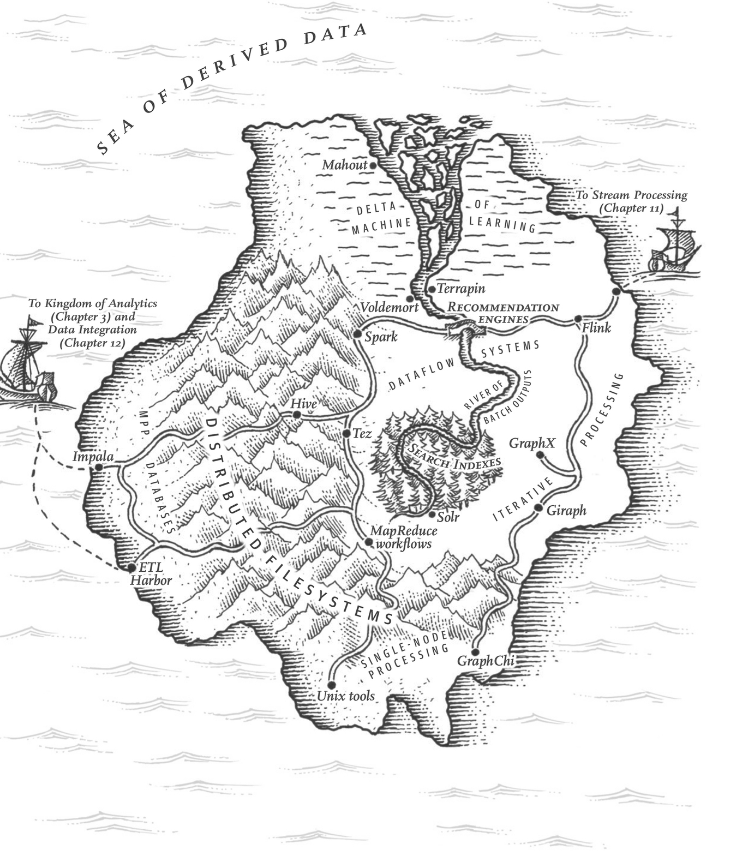 SEA OF DERIVED DATA
Mahout
DELTA OF
MACHINE LEARNING
To Stream Processing
(Chapter 11)
To Kingdom of Analytics
(Chapter 3) and
Data Integration
(Chapter 12)
Terrapin
Voldemort
RECOMMENDATION
ENGINES
Spark
Flink
DATAFLOW SYSTEMS
RIVER OF
BATCH OUTPUTS
PROCESSING
ITERATIVE
Hive
Tez
MPP DATABASES
DISTRIBUTED FILESYSTEMS
Impala
GraphX
SEARCH INDEXES
Solr
Giraph
MapReduce
workflows
ETL
Harbor
SINGLE-NODE
PROCESSING
GraphChi
Unix tools